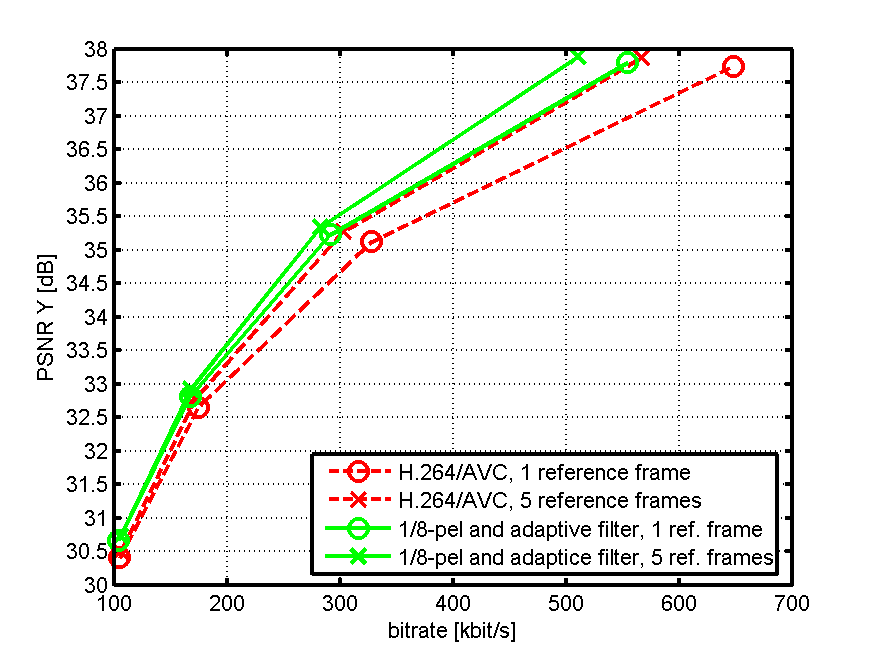 38
37.5
37
36.5
36
35.5
35
34.5
34
33.5
33
32.5
32
31.5
31
30.5
30
PSNR Y [dB]
H.264/AVC, 1 reference frame
H.264/AVC, 5 reference frames
1/8-pel and adaptive filter, 1 ref. frame
1/8-pel and adaptice filter, 5 ref. frames
100 200 300 400 500 600 700
bitrate [kbit/s]